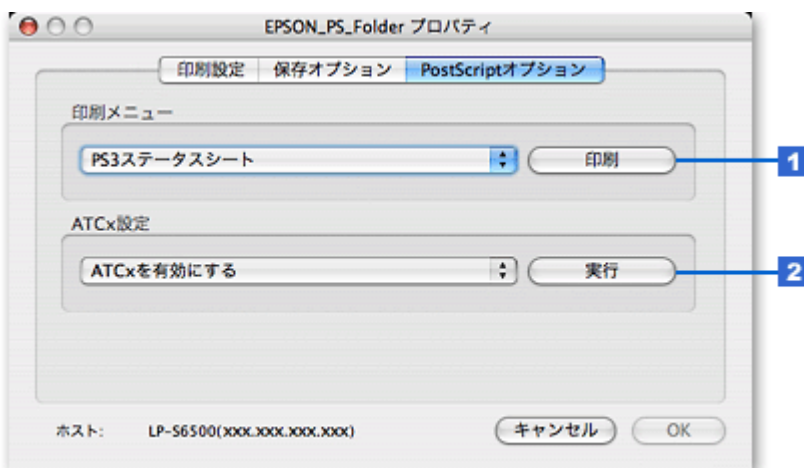 EPSON_PS_Folder プロパティ
印刷設定 保存オプション PostScriptオプション
印刷メニュー
PS3ステータスシート 印刷 1
ATCx設定
ATCxを有効にする 実行 2
ホスト: LP-S6500(xxx.xxx.xxx.xxx) キャンセル OK